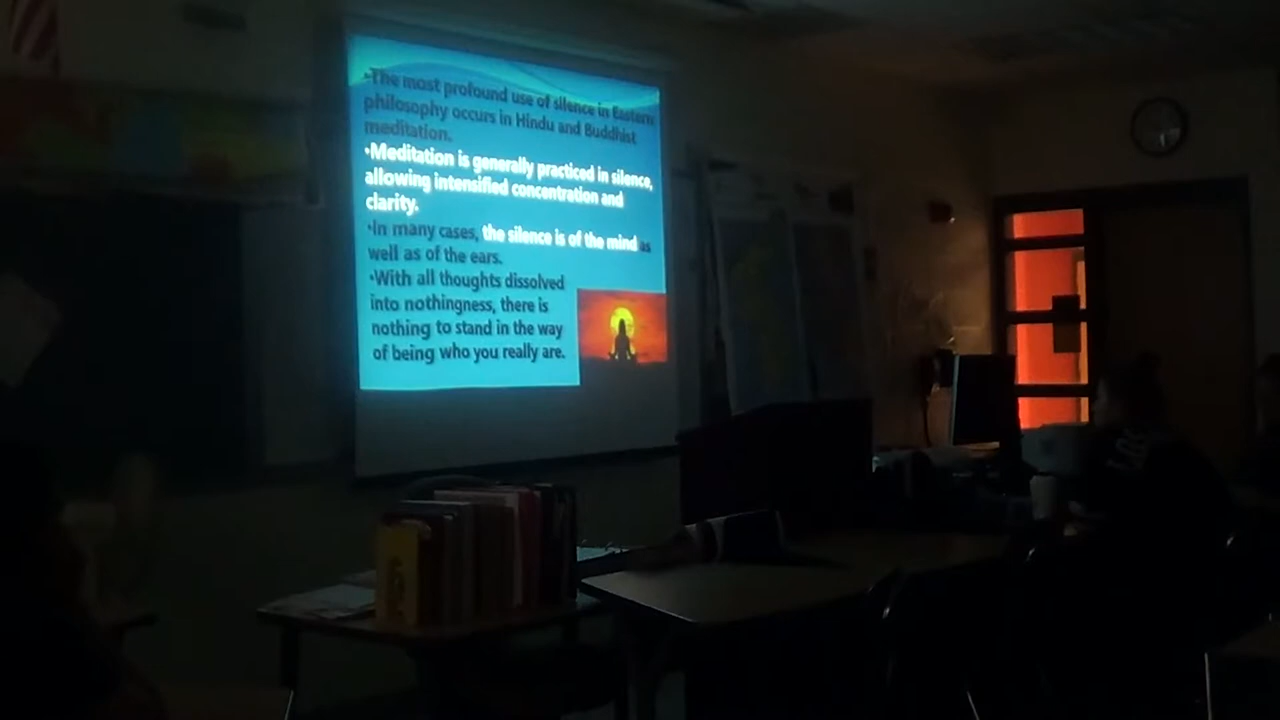 •The most profound use of silence in Eastern
philosophy occurs in Hindu and Buddhist
meditation.
•Meditation is generally practiced in silence,
allowing intensified concentration and
clarity.
•In many cases, the silence is of the mind as
well as of the ears.
•With all thoughts dissolved
into nothingness, there is
nothing to stand in the way
of being who you really are.